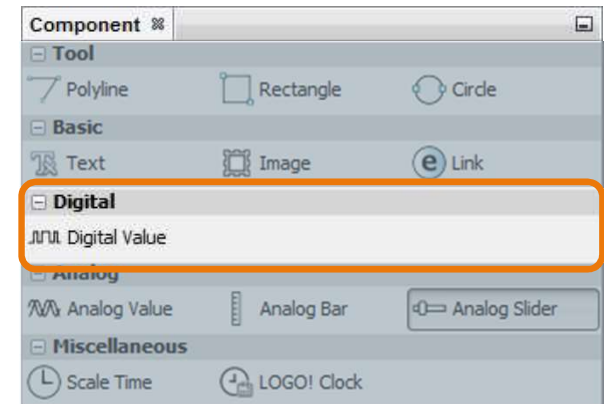 Component
Tool
Polyline Rectangle Circle
Basic
Text Image Link
Digital
Digital Value
Analog
Analog Value Analog Bar Analog Slider
Miscellaneous
Scale Time LOGO! Clock